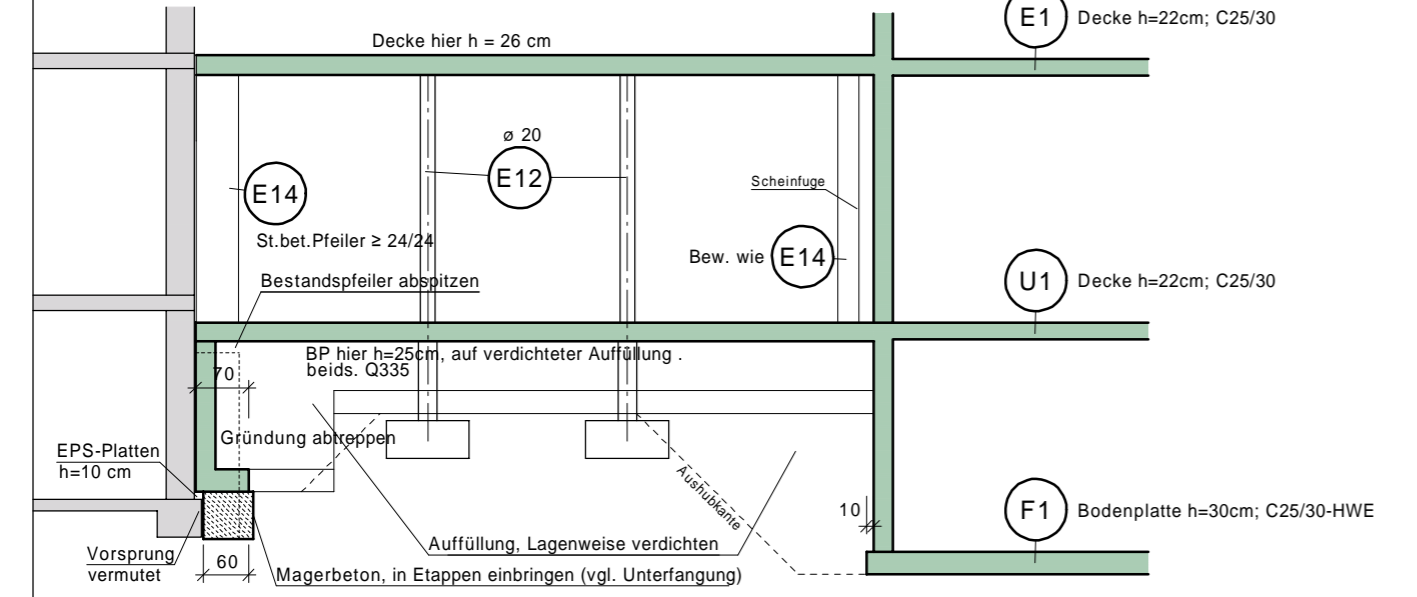 E1
Decke h=22cm; C25/30
Decke hier h = 26 cm
ø 20
E12
E14
Scheinfuge
St.bet.Pfeiler ≥ 24/24
Bew. wie
E14
Bestandspfeiler abspitzen
U1
Decke h=22cm; C25/30
BP hier h=25cm, auf verdichteter Auffüllung .
beids. Q335
70
Gründung abtreppen
EPS-Platten
h=10 cm
Aushubkante
10
F1
Bodenplatte h=30cm; C25/30-HWE
Auffüllung, Lagenweise verdichten
Vorsprung
vermutet
60
Magerbeton, in Etappen einbringen (vgl. Unterfangung)